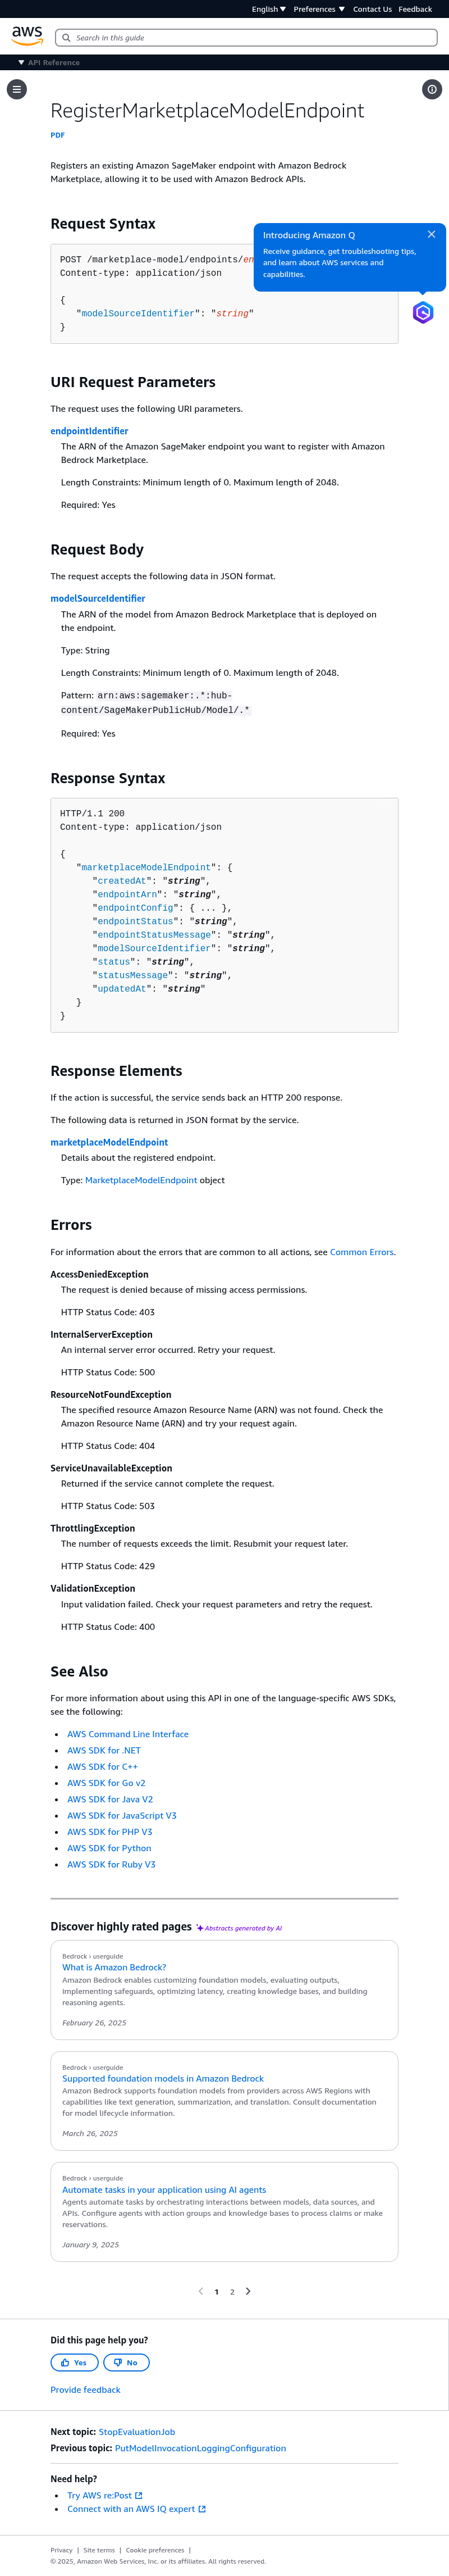 English Preferences Contact Us Feedback
aws
Search in this guide
API Reference
RegisterMarketplaceModelEndpoint
PDF
Registers an existing Amazon SageMaker endpoint with Amazon Bedrock
Marketplace, allowing it to be used with Amazon Bedrock APIs.
Request Syntax
Introducing Amazon Q
Receive guidance, get troubleshooting tips,
and learn about AWS services and
capabilities.
POST /marketplace-model/endpoints/
Content-type: application/json
{
"modelSourceIdentifier": "string"
}
URI Request Parameters
The request uses the following URI parameters.
endpointIdentifier
The ARN of the Amazon SageMaker endpoint you want to register with Amazon
Bedrock Marketplace.
Length Constraints: Minimum length of 0. Maximum length of 2048.
Required: Yes
Request Body
The request accepts the following data in JSON format.
modelSourceIdentifier
The ARN of the model from Amazon Bedrock Marketplace that is deployed on
the endpoint.
Type: String
Length Constraints: Minimum length of 0. Maximum length of 2048.
Pattern: arn:aws:sagemaker:.*:hub-
content/SageMakerPublicHub/Model/.*
Required: Yes
Response Syntax
HTTP/1.1 200
Content-type: application/json
{
"marketplaceModelEndpoint": {
"createdAt": "string",
"endpointArn": "string",
"endpointConfig": { ... },
"endpointStatus": "string",
"endpointStatusMessage": "string",
"modelSourceIdentifier": "string",
"status": "string",
"statusMessage": "string",
"updatedAt": "string"
}
}
Response Elements
If the action is successful, the service sends back an HTTP 200 response.
The following data is returned in JSON format by the service.
marketplaceModelEndpoint
Details about the registered endpoint.
Type: MarketplaceModelEndpoint object
Errors
For information about the errors that are common to all actions, see Common Errors.
AccessDeniedException
The request is denied because of missing access permissions.
HTTP Status Code: 403
InternalServerException
An internal server error occurred. Retry your request.
HTTP Status Code: 500
ResourceNotFoundException
The specified resource Amazon Resource Name (ARN) was not found. Check the
Amazon Resource Name (ARN) and try your request again.
HTTP Status Code: 404
ServiceUnavailableException
Returned if the service cannot complete the request.
HTTP Status Code: 503
ThrottlingException
The number of requests exceeds the limit. Resubmit your request later.
HTTP Status Code: 429
ValidationException
Input validation failed. Check your request parameters and retry the request.
HTTP Status Code: 400
See Also
For more information about using this API in one of the language-specific AWS SDKs,
see the following:
• AWS Command Line Interface
• AWS SDK for .NET
• AWS SDK for C++
• AWS SDK for Go v2
• AWS SDK for Java V2
• AWS SDK for JavaScript V3
• AWS SDK for PHP V3
• AWS SDK for Python
• AWS SDK for Ruby V3
Discover highly rated pages Abstracts generated by AI
Bedrock › userguide
What is Amazon Bedrock?
Amazon Bedrock enables customizing foundation models, evaluating outputs,
implementing safeguards, optimizing latency, creating knowledge bases, and building
reasoning agents.
February 26, 2025
Bedrock › userguide
Supported foundation models in Amazon Bedrock
Amazon Bedrock supports foundation models from providers across AWS Regions with
capabilities like text generation, summarization, and translation. Consult documentation
for model lifecycle information.
March 26, 2025
Bedrock › userguide
Automate tasks in your application using AI agents
Agents automate tasks by orchestrating interactions between models, data sources, and
APIs. Configure agents with action groups and knowledge bases to process claims or make
reservations.
January 9, 2025
1 2
Did this page help you?
Yes No
Provide feedback
Next topic: StopEvaluationJob
Previous topic: PutModelInvocationLoggingConfiguration
Need help?
• Try AWS re:Post
• Connect with an AWS IQ expert
Privacy | Site terms | Cookie preferences |
© 2025, Amazon Web Services, Inc. or its affiliates. All rights reserved.